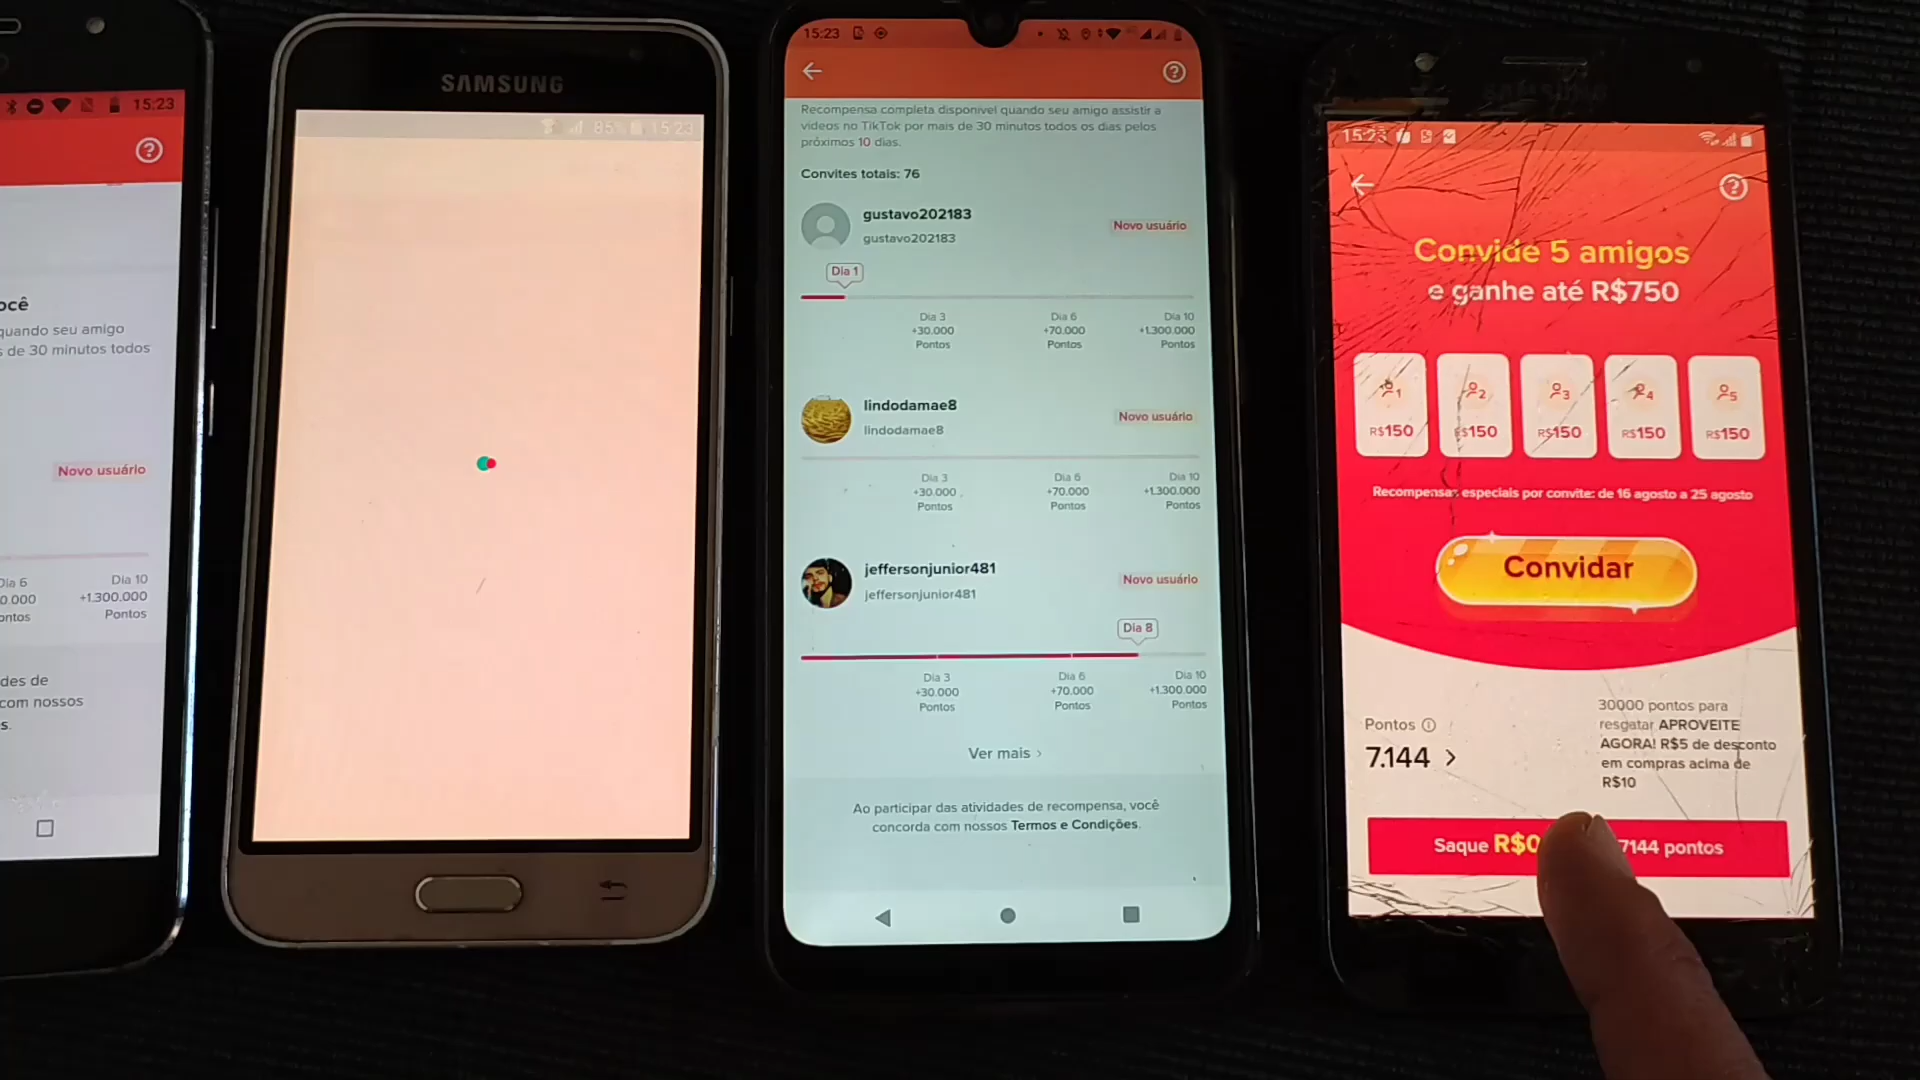 15:23
ocê
quando seu amigo
s de 30 minutos todos
Novo usuário
Dia 6
0.000
ontos
Dia 10
+1.300.000
Pontos
des de
com nossos
s.
SAMSUNG
85%
15:23
15:23
Recompensa completa disponível quando seu amigo assistir a
vídeos no TikTok por mais de 30 minutos todos os dias pelos
próximos 10 dias.
Convites totais: 76
gustavo202183
gustavo202183
Novo usuário
Dia 1
Dia 3
+30.000
Pontos
Dia 6
+70.000
Pontos
Dia 10
+1.300.000
Pontos
lindodamae8
lindodamae8
Novo usuário
Dia 3
+30.000
Pontos
Dia 6
+70.000
Pontos
Dia 10
+1.300.000
Pontos
jeffersonjunior481
jeffersonjunior481
Novo usuário
Dia 8
Dia 3
+30.000
Pontos
Dia 6
+70.000
Pontos
Dia 10
+1.300.000
Pontos
Ver mais ›
Ao participar das atividades de recompensa, você
concorda com nossos Termos e Condições.
SAMSUNG
15:23
Convide 5 amigos
e ganhe até R$750
1
R$150
2
R$150
3
R$150
4
R$150
5
R$150
Recompensas especiais por convite: de 16 agosto a 25 agosto
Convidar
Pontos
7.144 >
30000 pontos para
resgatar APROVEITE
AGORA! R$5 de desconto
em compras acima de
R$10
Saque R$0 7144 pontos